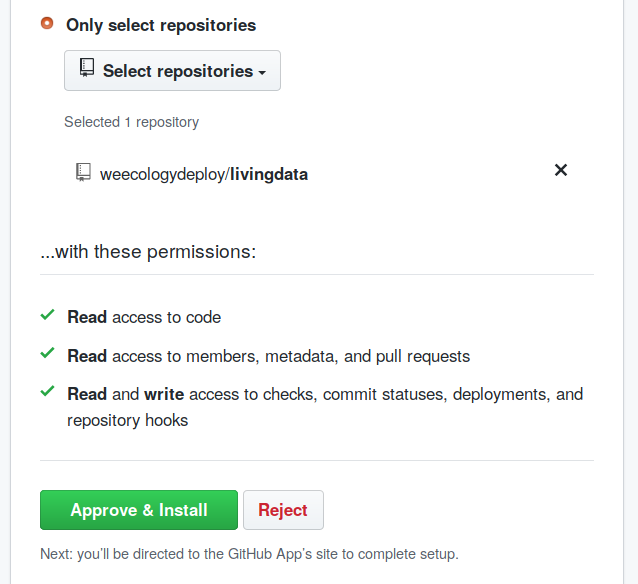 Only select repositories
Select repositories
Selected 1 repository
weecologydeploy/livingdata
...with these permissions:
Read access to code
Read access to members, metadata, and pull requests
Read and write access to checks, commit statuses, deployments, and
repository hooks
Approve & Install
Reject
Next: you’ll be directed to the GitHub App’s site to complete setup.